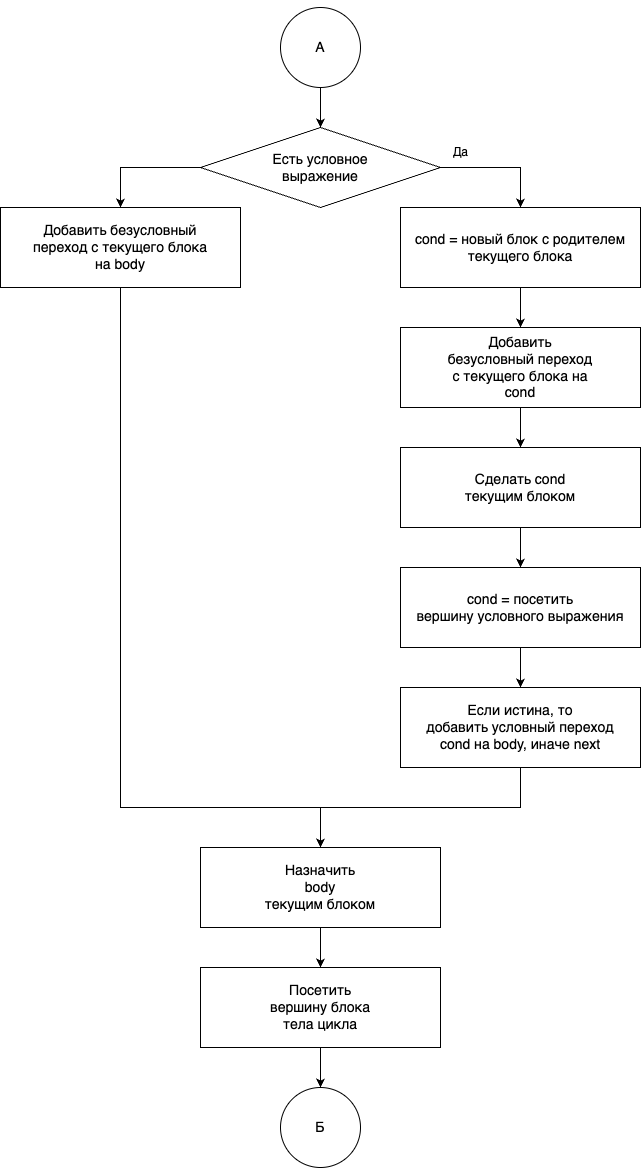 А
Есть условное
выражение
Да
Добавить безусловный
переход с текущего блока
на body
cond = новый блок с родителем
текущего блока
Добавить
безусловный переход
с текущего блока на
cond
Сделать cond
текущим блоком
cond = посетить
вершину условного выражения
Если истина, то
добавить условный переход
cond на body, иначе next
Назначить
body
текущим блоком
Посетить
вершину блока
тела цикла
Б